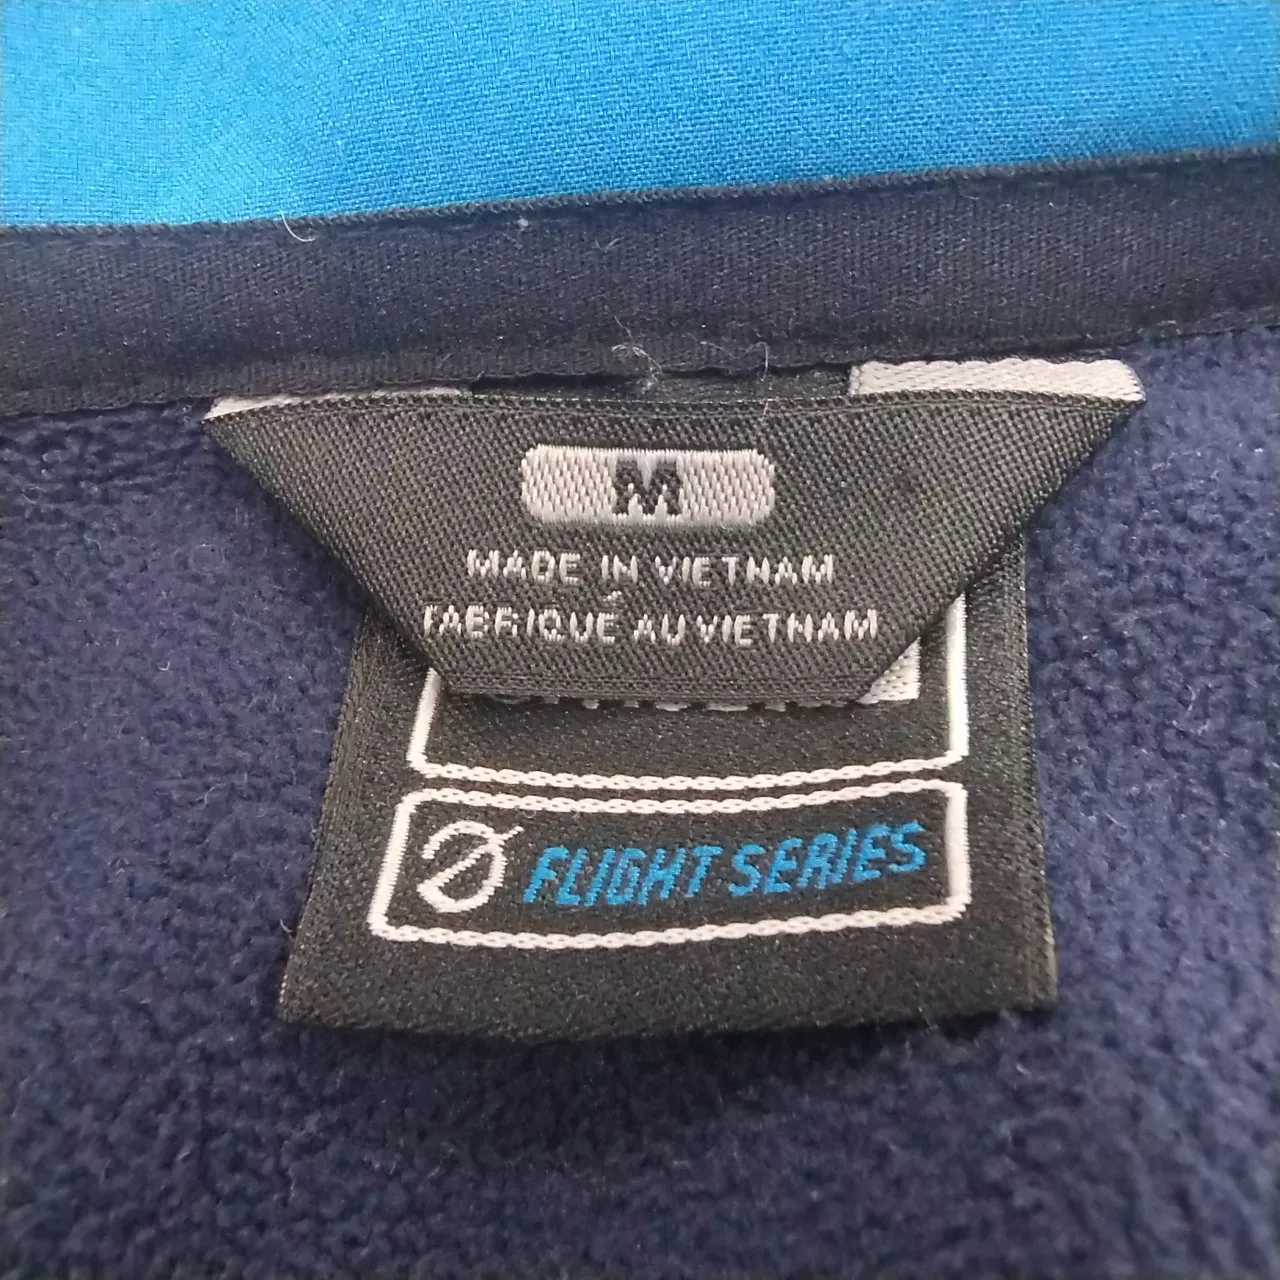 M
MADE IN VIETNAM
FABRIQUÉ AU VIETNAM
FLIGHT SERIES